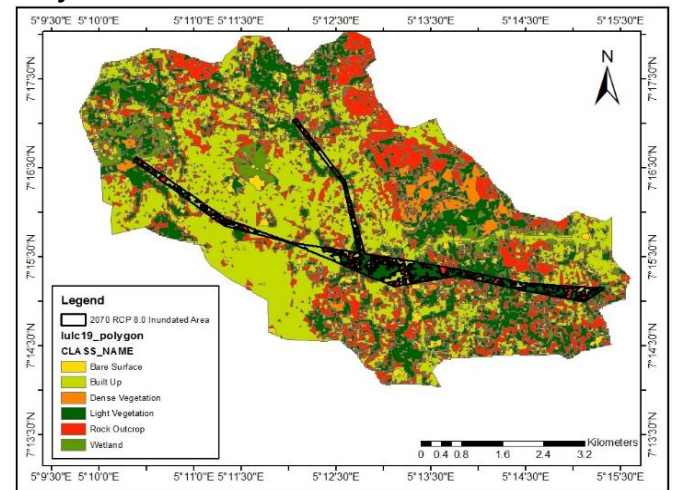 5°9'30"E 5°10'0"E 5°11'0"E 5°11'30"E 5°12'30"E 5°13'30"E 5°14'30"E 5°15'30"E
N
7°17'30"N 7°17'30"N
7°16'30"N 7°16'30"N
7°15'30"N 7°15'30"N
7°14'30"N 7°14'30"N
7°13'30"N 7°13'30"N
Legend
2070 RCP 8.0 Inundated Area
lulc19_polygon
CLASS_NAME
Bare Surface
Built Up
Dense Vegetation
Light Vegetation
Rock Outcrop
Wetland
Kilometers
0 0.4 0.8 1.6 2.4 3.2
5°9'30"E 5°10'0"E 5°11'0"E 5°11'30"E 5°12'30"E 5°13'30"E 5°14'30"E 5°15'30"E